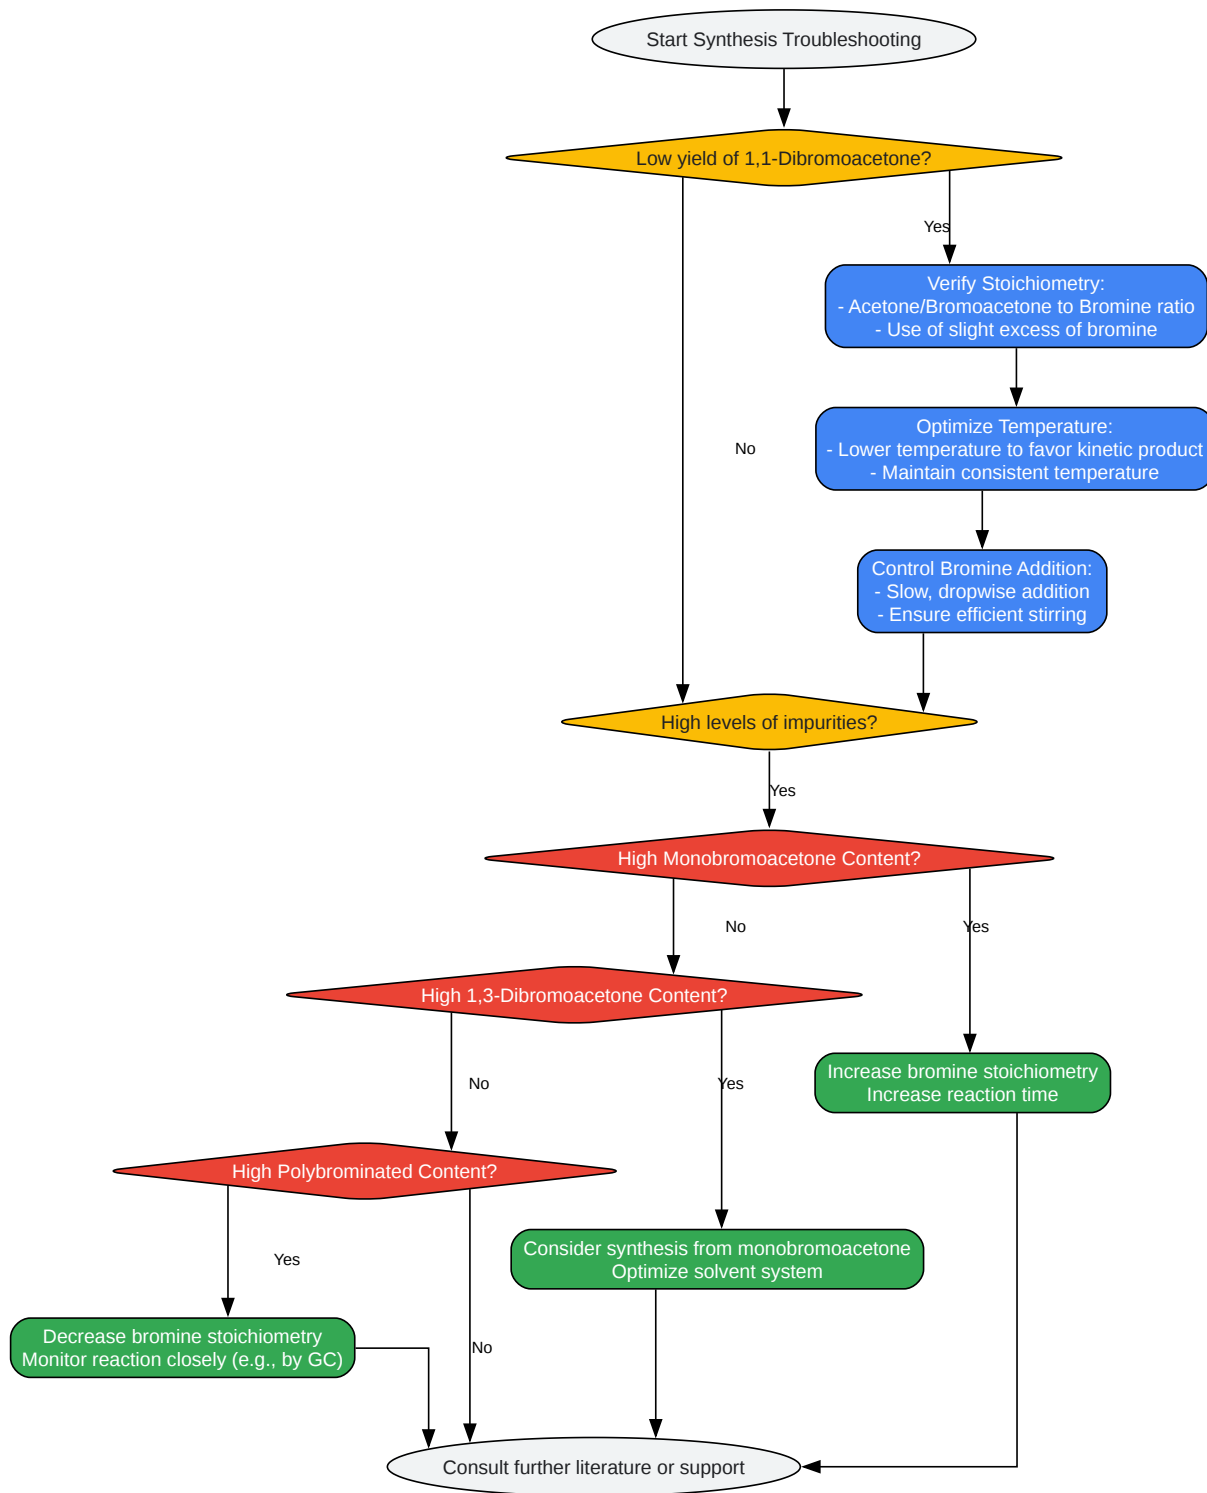 Start Synthesis Troubleshooting
Low yield of 1,1-Dibromoacetone?
Yes
Verify Stoichiometry:
- Acetone/Bromoacetone to Bromine ratio
- Use of slight excess of bromine
Optimize Temperature:
- Lower temperature to favor kinetic product
- Maintain consistent temperature
No
Control Bromine Addition:
- Slow, dropwise addition
- Ensure efficient stirring
High levels of impurities?
Yes
High Monobromoacetone Content?
No
Yes
High 1,3-Dibromoacetone Content?
No
Yes
Increase bromine stoichiometry
Increase reaction time
High Polybrominated Content?
Yes
Consider synthesis from monobromoacetone
Optimize solvent system
Decrease bromine stoichiometry
Monitor reaction closely (e.g., by GC)
No
Consult further literature or support